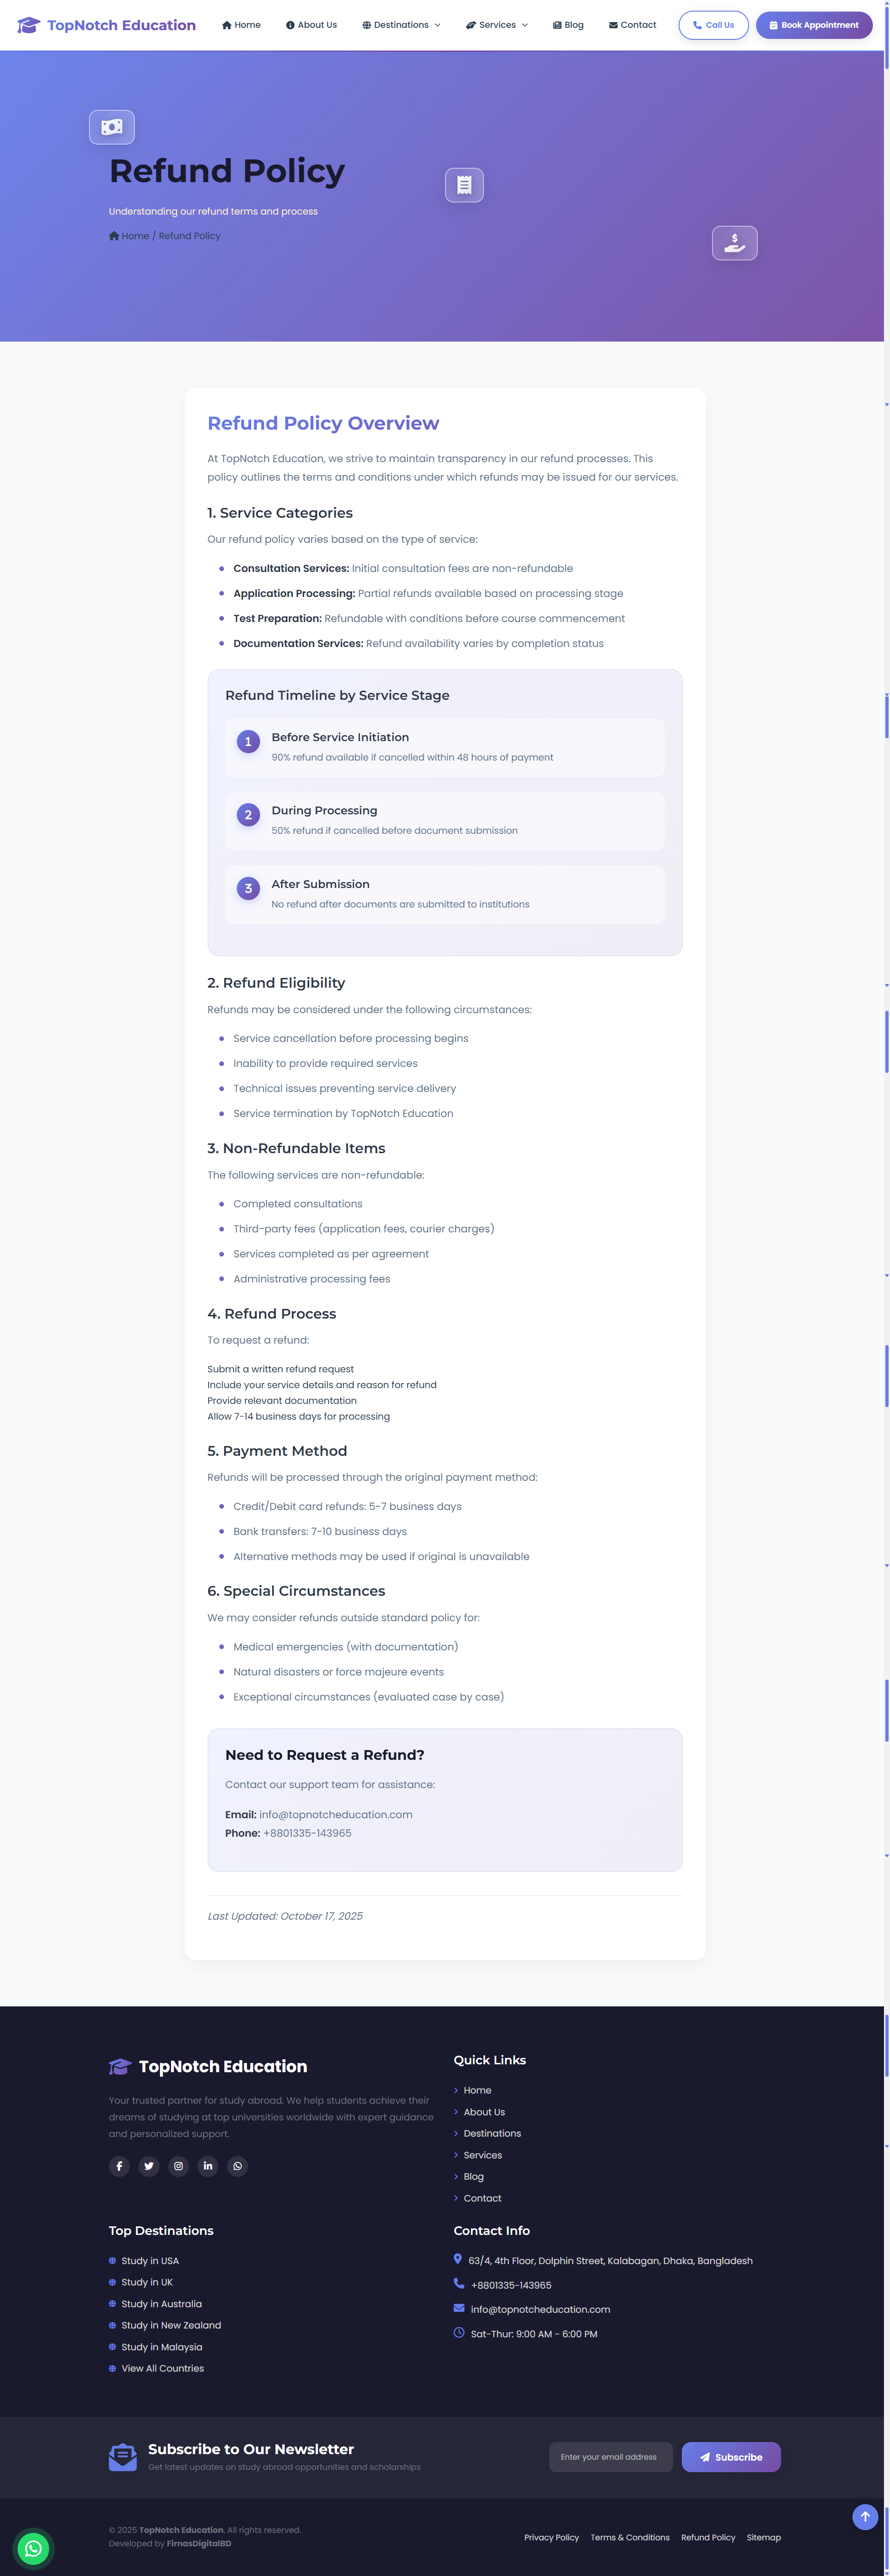 TopNotch Education
Home
About Us
Destinations
Services
Blog
Contact
Call Us
Book Appointment
Refund Policy
Understanding our refund terms and process
Home / Refund Policy
Refund Policy Overview
At TopNotch Education, we strive to maintain transparency in our refund processes. This
policy outlines the terms and conditions under which refunds may be issued for our services.
1. Service Categories
Our refund policy varies based on the type of service:
Consultation Services: Initial consultation fees are non-refundable
Application Processing: Partial refunds available based on processing stage
Test Preparation: Refundable with conditions before course commencement
Documentation Services: Refund availability varies by completion status
Refund Timeline by Service Stage
1
Before Service Initiation
90% refund available if cancelled within 48 hours of payment
2
During Processing
50% refund if cancelled before document submission
3
After Submission
No refund after documents are submitted to institutions
2. Refund Eligibility
Refunds may be considered under the following circumstances:
Service cancellation before processing begins
Inability to provide required services
Technical issues preventing service delivery
Service termination by TopNotch Education
3. Non-Refundable Items
The following services are non-refundable:
Completed consultations
Third-party fees (application fees, courier charges)
Services completed as per agreement
Administrative processing fees
4. Refund Process
To request a refund:
Submit a written refund request
Include your service details and reason for refund
Provide relevant documentation
Allow 7-14 business days for processing
5. Payment Method
Refunds will be processed through the original payment method:
Credit/Debit card refunds: 5-7 business days
Bank transfers: 7-10 business days
Alternative methods may be used if original is unavailable
6. Special Circumstances
We may consider refunds outside standard policy for:
Medical emergencies (with documentation)
Natural disasters or force majeure events
Exceptional circumstances (evaluated case by case)
Need to Request a Refund?
Contact our support team for assistance:
Email: info@topnotcheducation.com
Phone: +8801335-143965
Last Updated: October 17, 2025
TopNotch Education
Your trusted partner for study abroad. We help students achieve their
dreams of studying at top universities worldwide with expert guidance
and personalized support.
Quick Links
Home
About Us
Destinations
Services
Blog
Contact
Top Destinations
Study in USA
Study in UK
Study in Australia
Study in New Zealand
Study in Malaysia
View All Countries
Contact Info
63/4, 4th Floor, Dolphin Street, Kalabagan, Dhaka, Bangladesh
+8801335-143965
info@topnotcheducation.com
Sat-Thur: 9:00 AM - 6:00 PM
Subscribe to Our Newsletter
Get latest updates on study abroad opportunities and scholarships
Enter your email address
Subscribe
© 2025 TopNotch Education. All rights reserved.
Developed by FirnasDigitalBD
Privacy Policy
Terms & Conditions
Refund Policy
Sitemap